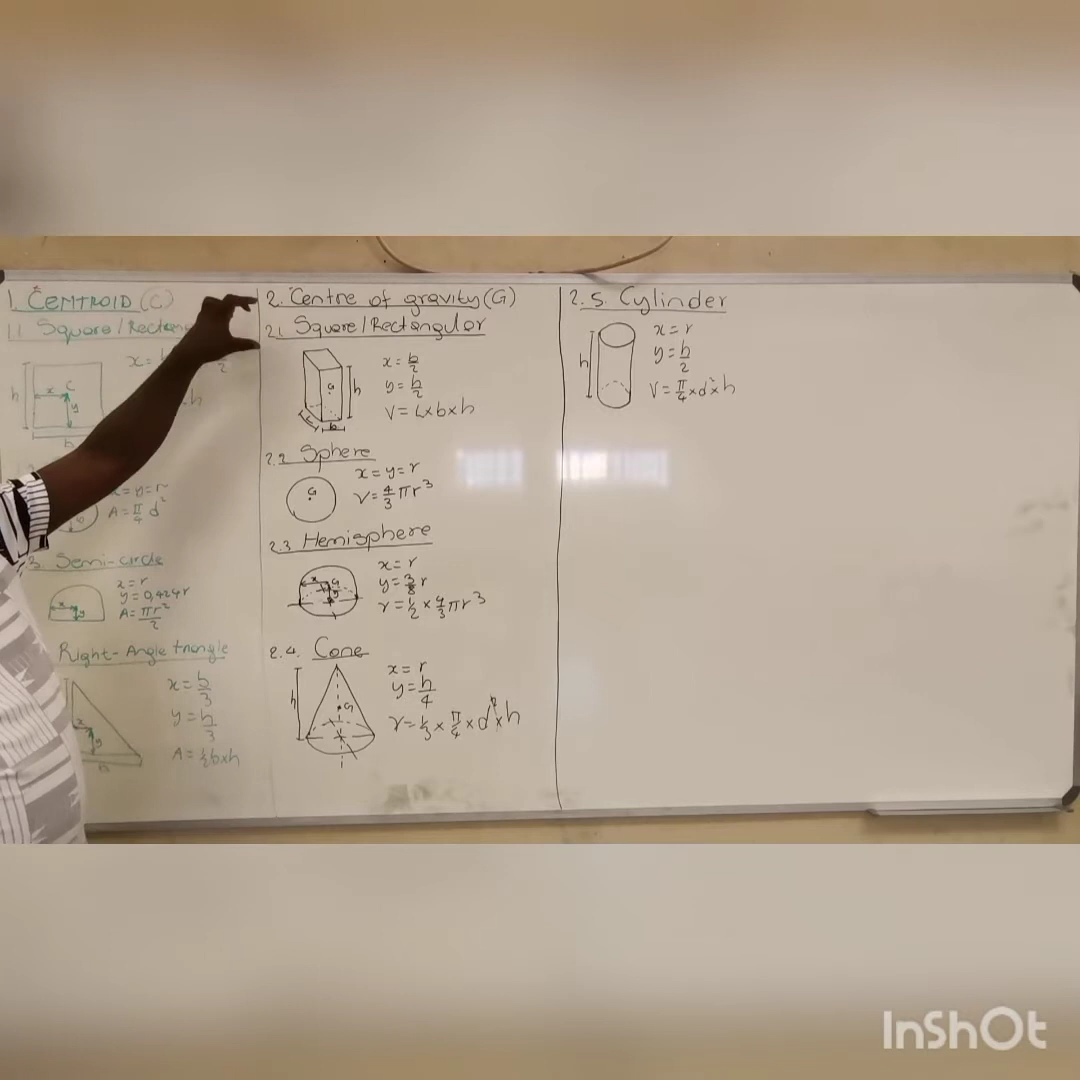 1. CENTROID (C)
1.1 Square/Rectang
x =
2
h
x
C
y
b
h
x = y = r
A = π/4 d²
3. Semi-circle
x = r
y = 0,424r
A = πr²/2
x
y
Right-Angle triangle
x = b/3
y = h/3
A = ½b×h
x
y
b
2. Centre of gravity (G)
2.1 Square/Rectangular
x = b/2
y = h/2
V = L×b×h
G
h
L
b
2.2 Sphere
x = y = r
V = 4/3 πr³
G
2.3 Hemisphere
x = r
y = 3/8 r
V = 1/2 × 4/3 πr³
x
G
y
2.4. Cone
x = r
y = h/4
V = 1/3 × π/4 × d² × h
h
G
2.5. Cylinder
x = r
y = h/2
V = π/4 × d² × h
h
InShOt